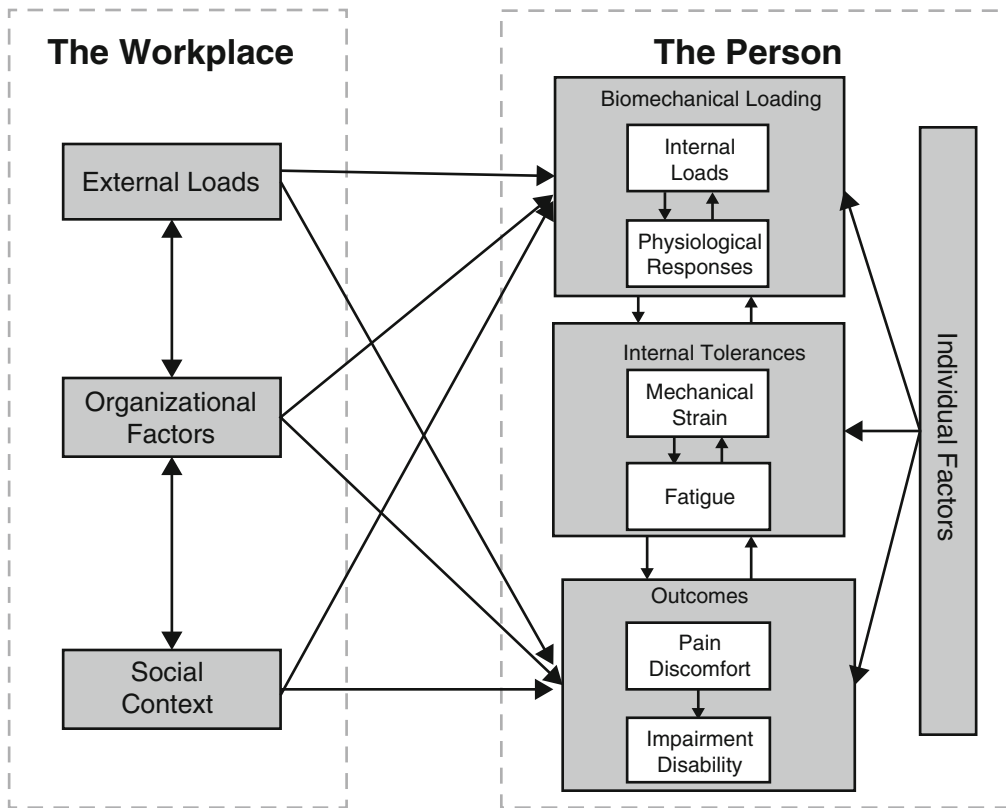 The Workplace
External Loads
Organizational
Factors
Social
Context
The Person
Biomechanical Loading
Internal
Loads
Physiological
Responses
Internal Tolerances
Mechanical
Strain
Fatigue
Outcomes
Pain
Discomfort
Impairment
Disability
Individual Factors